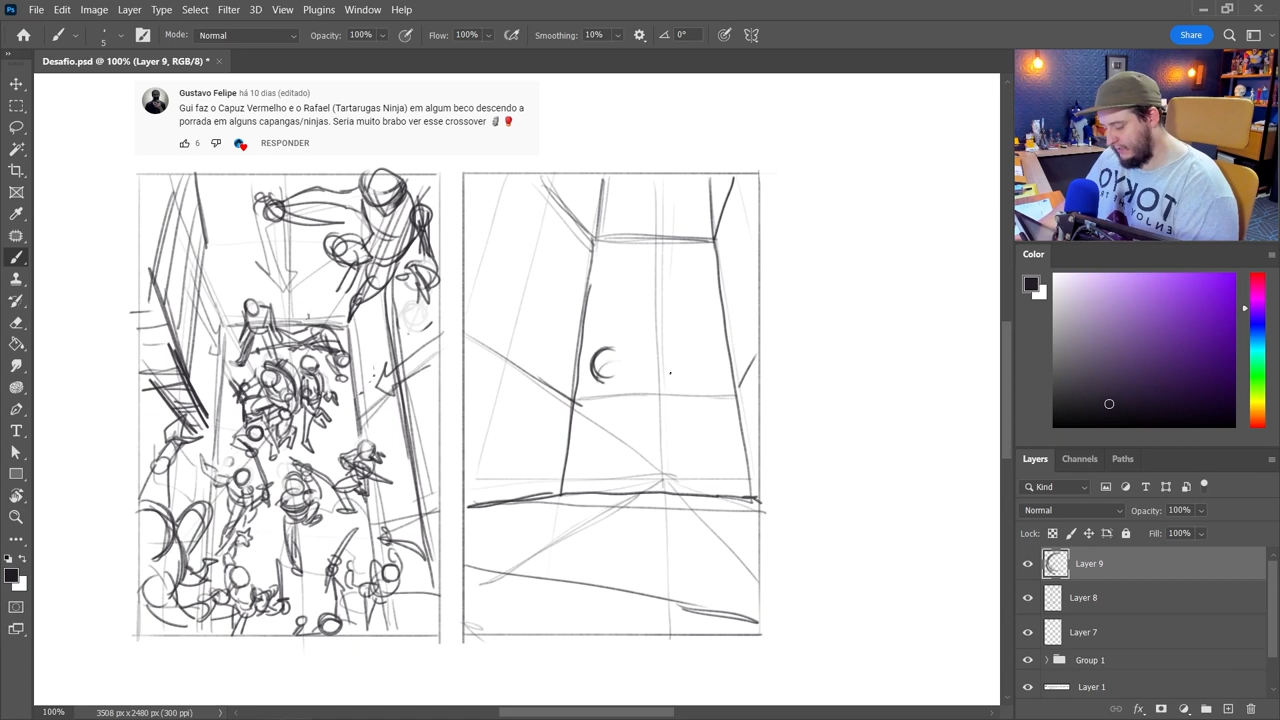 File Edit Image Layer Type Select Filter 3D View Plugins Window Help
5 Mode: Normal Opacity: 100% Flow: 100% Smoothing: 10% 0° Share
Desafio.psd @ 100% (Layer 9, RGB/8) * ×
Gustavo Felipe há 10 dias (editado)
Gui faz o Capuz Vermelho e o Rafael (Tartarugas Ninja) em algum beco descendo a
porrada em alguns capangas/ninjas. Seria muito brabo ver esse crossover
6 RESPONDER
TOKYO
Color
Layers Channels Paths
Kind
Normal Opacity: 100%
Lock: Fill: 100%
Layer 9
Layer 8
Layer 7
Group 1
Layer 1
100% 3508 px x 2480 px (300 ppi)